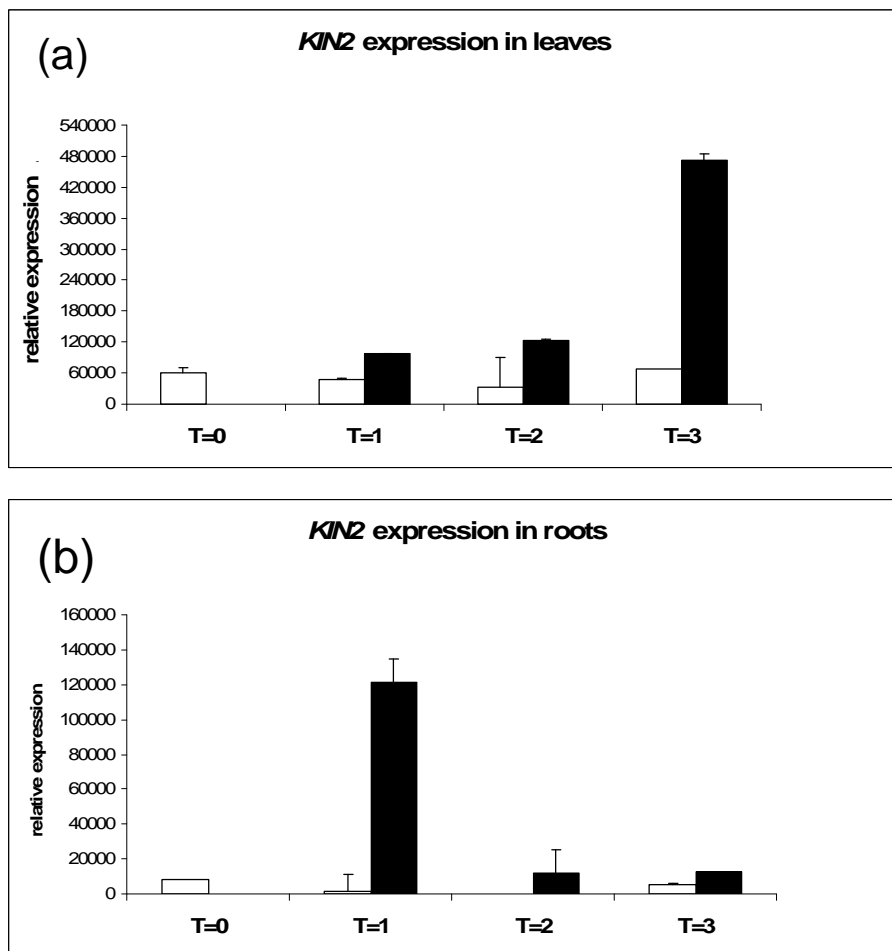 (a)
KIN2 expression in leaves
relative expression
540000
480000
420000
360000
300000
240000
180000
120000
60000
0
T=0 T=1 T=2 T=3
(b)
KIN2 expression in roots
relative expression
160000
140000
120000
100000
80000
60000
40000
20000
0
T=0 T=1 T=2 T=3